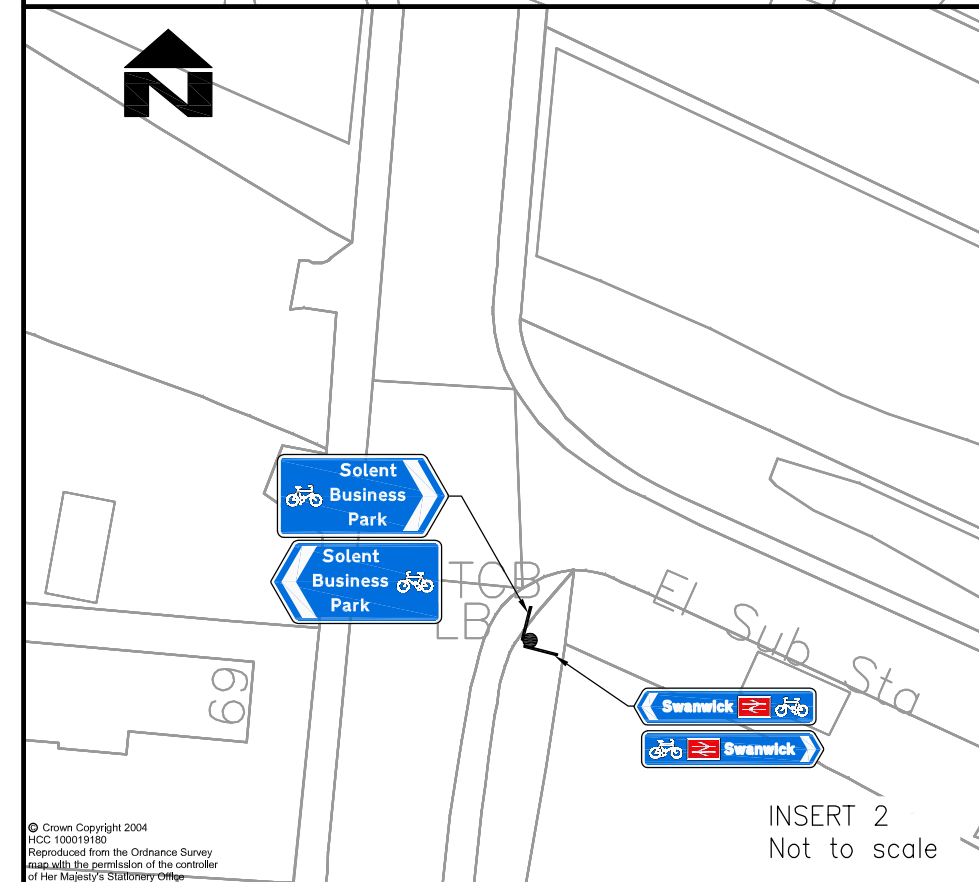 N
Solent
Business
Park
Solent
Business
Park
TCB
LB
El Sub Sta
69
Swanwick
Swanwick
INSERT 2
Not to scale
© Crown Copyright 2004
HCC 100019180
Reproduced from the Ordnance Survey
map with the permission of the controller
of Her Majesty's Stationery Office